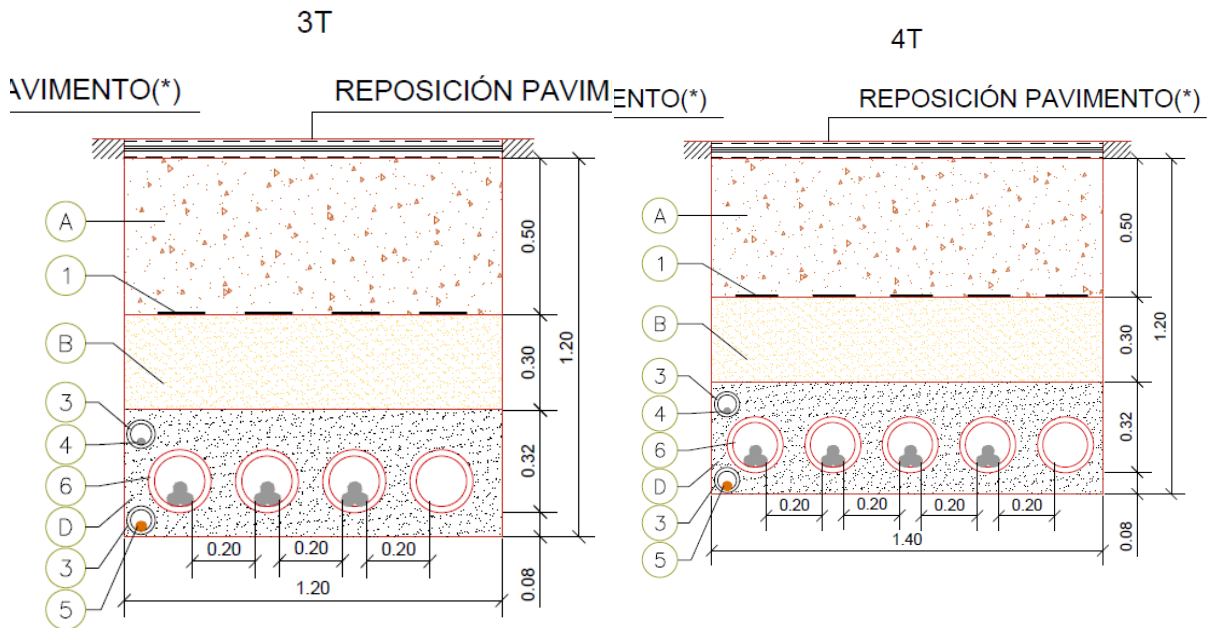 3T
AVIMENTO(*)
REPOSICIÓN PAVIM
A
1
B
3
4
6
D
3
5
0.50
0.30
0.32
0.08
1.20
0.20
0.20
0.20
1.20
4T
ENTO(*)
REPOSICIÓN PAVIMENTO(*)
A
1
B
3
4
6
D
3
5
0.50
0.30
0.32
0.08
1.20
0.20
0.20
0.20
0.20
1.40